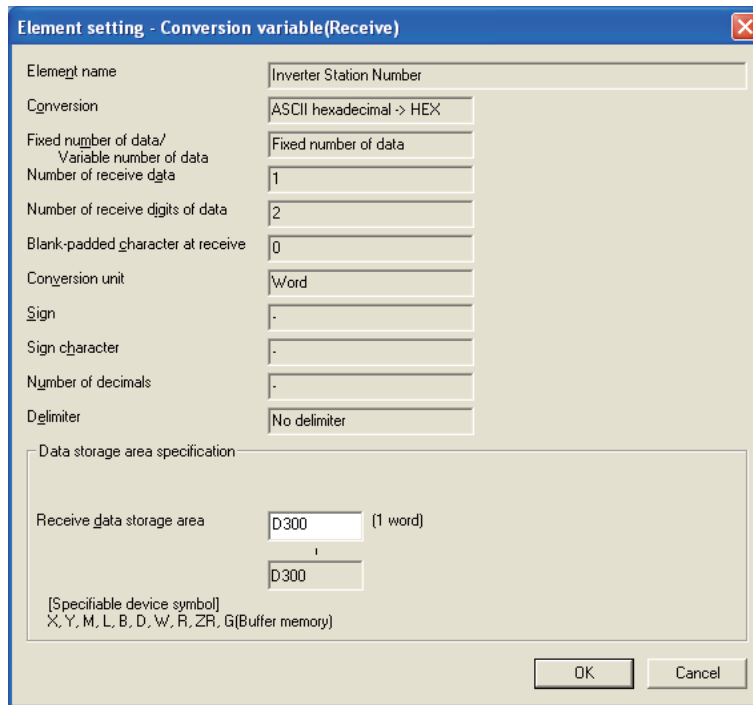 Element setting - Conversion variable(Receive)
Element name Inverter Station Number
Conversion ASCII hexadecimal -> HEX
Fixed number of data/
Variable number of data Fixed number of data
Number of receive data 1
Number of receive digits of data 2
Blank-padded character at receive 0
Conversion unit Word
Sign -
Sign character -
Number of decimals -
Delimiter No delimiter
Data storage area specification
Receive data storage area D300 (1 word)
D300
[Specifiable device symbol]
X, Y, M, L, B, D, W, R, ZR, G(Buffer memory)
OK Cancel